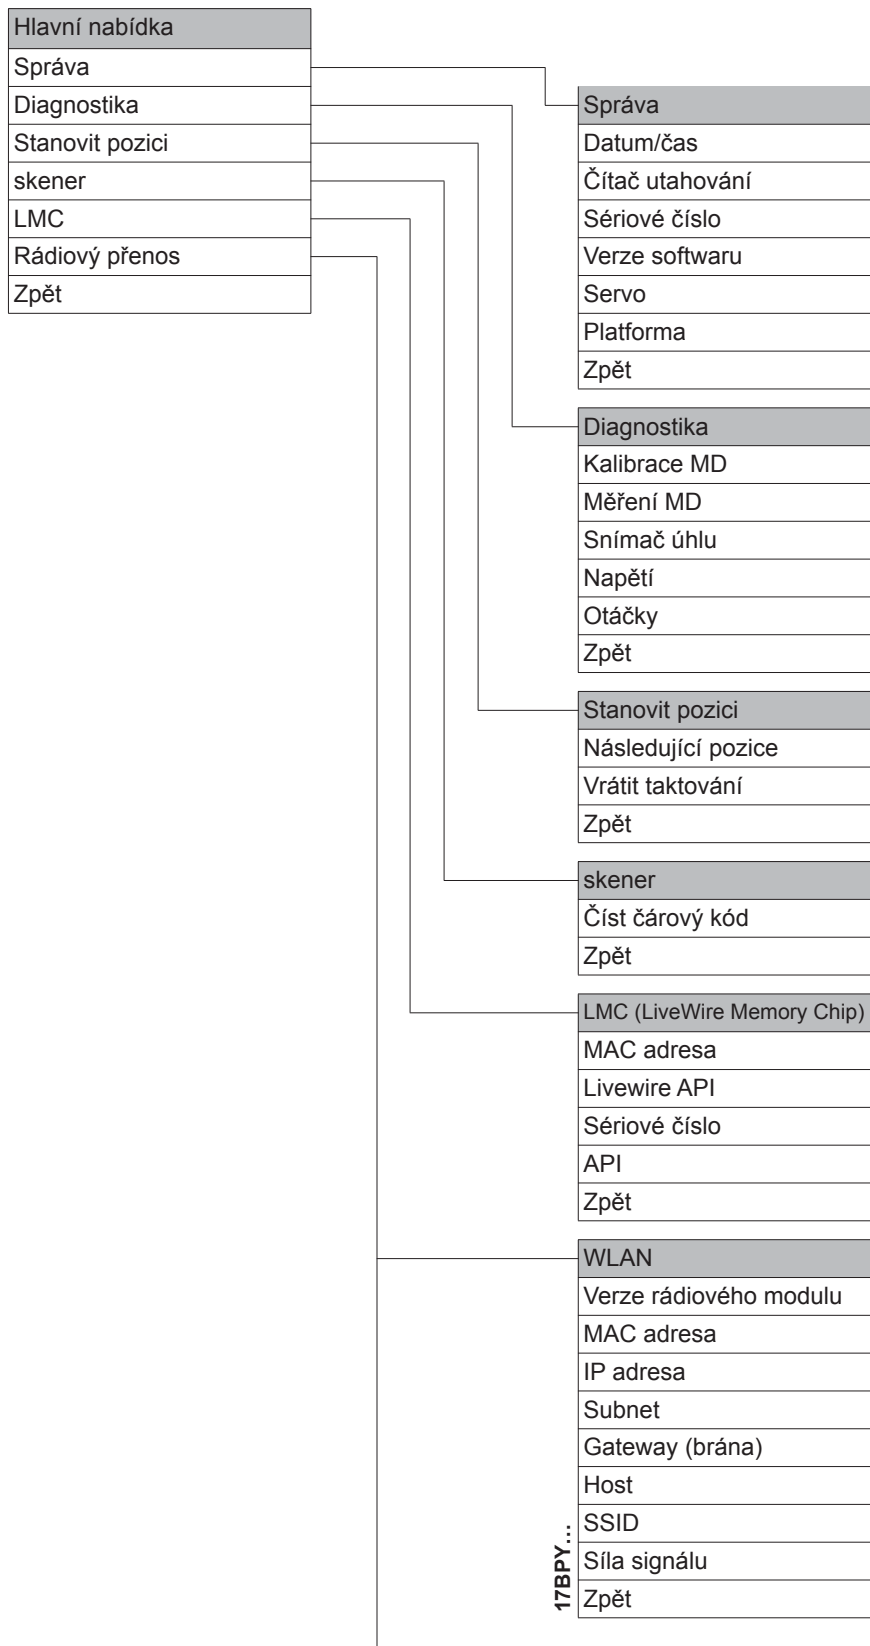 Hlavní nabídka
Správa
Diagnostika
Stanovit pozici
skener
LMC
Rádiový přenos
Zpět
Správa
Datum/čas
Čítač utahování
Sériové číslo
Verze softwaru
Servo
Platforma
Zpět
Diagnostika
Kalibrace MD
Měření MD
Snímač úhlu
Napětí
Otáčky
Zpět
Stanovit pozici
Následující pozice
Vrátit taktování
Zpět
skener
Číst čárový kód
Zpět
LMC (LiveWire Memory Chip)
MAC adresa
Livewire API
Sériové číslo
API
Zpět
WLAN
Verze rádiového modulu
MAC adresa
IP adresa
Subnet
Gateway (brána)
Host
SSID
Síla signálu
Zpět
17BPY…